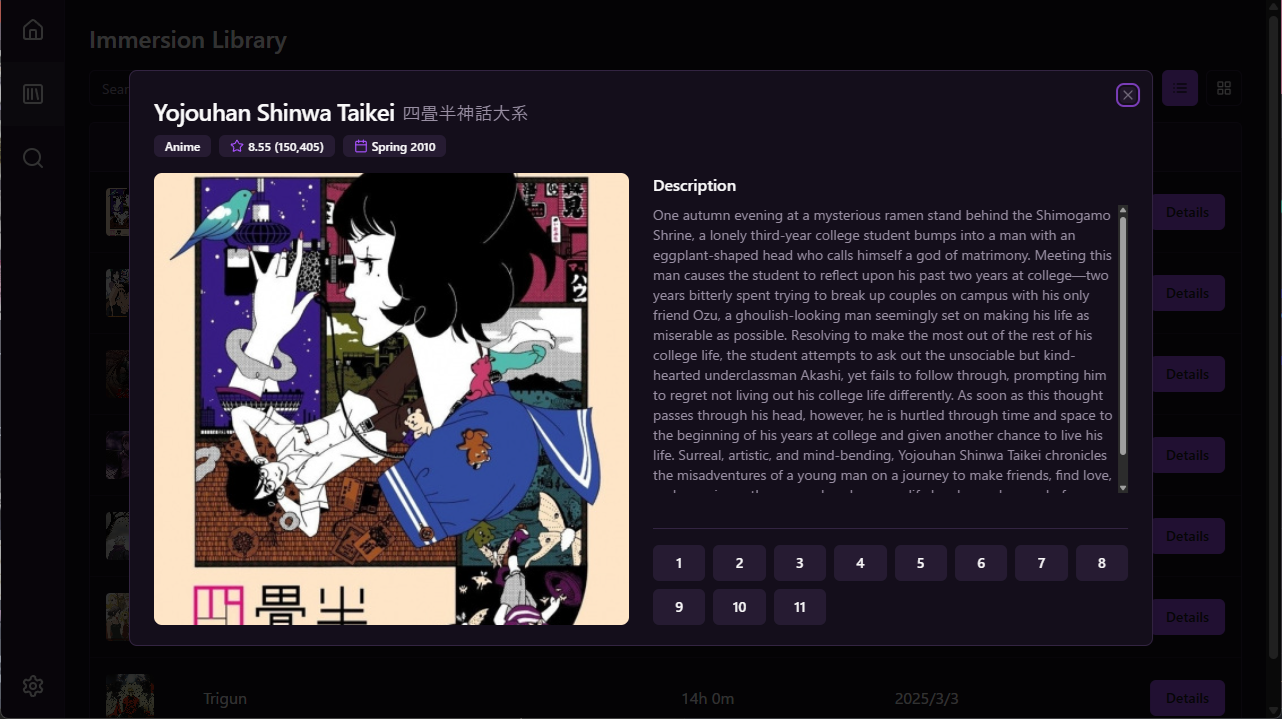 Immersion Library
Sear
Yojouhan Shinwa Taikei 四畳半神話大系
Anime
8.55 (150,405)
Spring 2010
四畳半
Description
One autumn evening at a mysterious ramen stand behind the Shimogamo
Shrine, a lonely third-year college student bumps into a man with an
eggplant-shaped head who calls himself a god of matrimony. Meeting this
man causes the student to reflect upon his past two years at college—two
years bitterly spent trying to break up couples on campus with his only
friend Ozu, a ghoulish-looking man seemingly set on making his life as
miserable as possible. Resolving to make the most out of the rest of his
college life, the student attempts to ask out the unsociable but kind-
hearted underclassman Akashi, yet fails to follow through, prompting him
to regret not living out his college life differently. As soon as this thought
passes through his head, however, he is hurtled through time and space to
the beginning of his years at college and given another chance to live his
life. Surreal, artistic, and mind-bending, Yojouhan Shinwa Taikei chronicles
the misadventures of a young man on a journey to make friends, find love,
1 2 3 4 5 6 7 8
9 10 11
Details
Details
Details
Details
Details
Details
Trigun 14h 0m 2025/3/3 Details